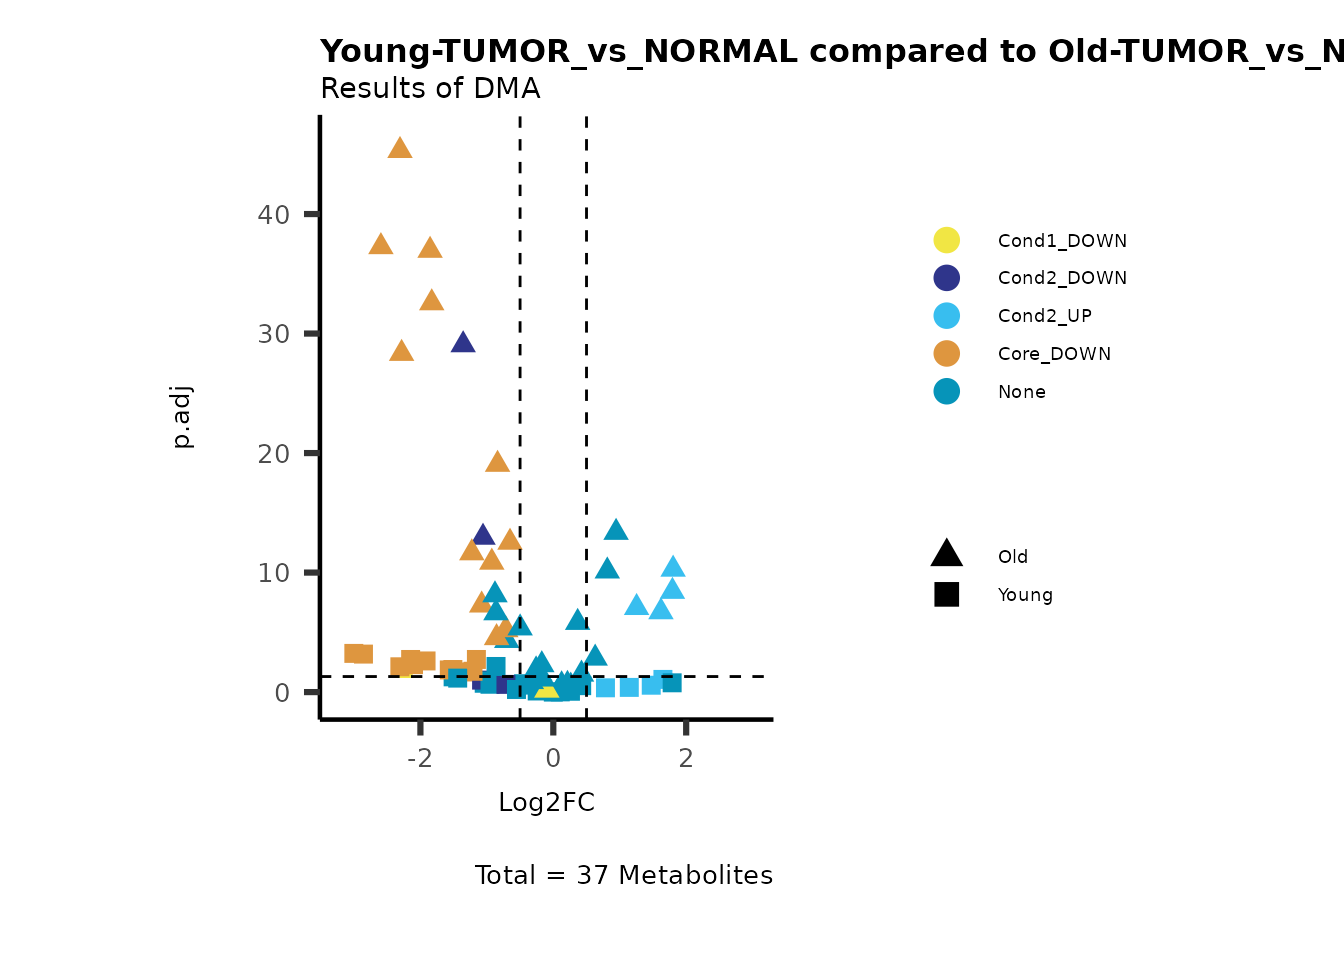 Young-TUMOR_vs_NORMAL compared to Old-TUMOR_vs_N
Results of DMA
40
30
20
10
0
p.adj
-2
0
2
Log2FC
Total = 37 Metabolites
Cond1_DOWN
Cond2_DOWN
Cond2_UP
Core_DOWN
None
Old
Young